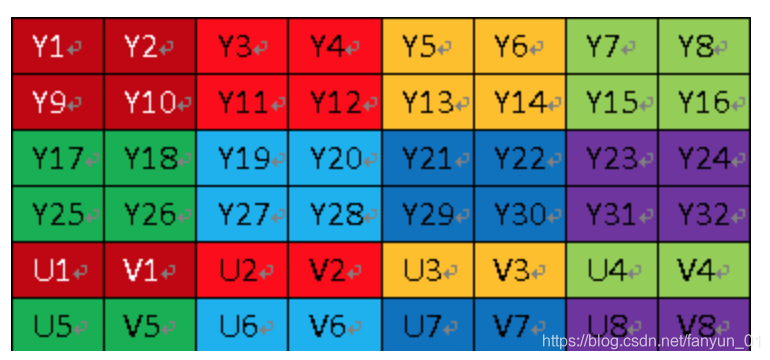 Y1 Y2 Y3 Y4 Y5 Y6 Y7 Y8
Y9 Y10 Y11 Y12 Y13 Y14 Y15 Y16
Y17 Y18 Y19 Y20 Y21 Y22 Y23 Y24
Y25 Y26 Y27 Y28 Y29 Y30 Y31 Y32
U1 V1 U2 V2 U3 V3 U4 V4
U5 V5 U6 V6 U7 V7 U8 V8
https://blog.csdn.net/fanyun_01